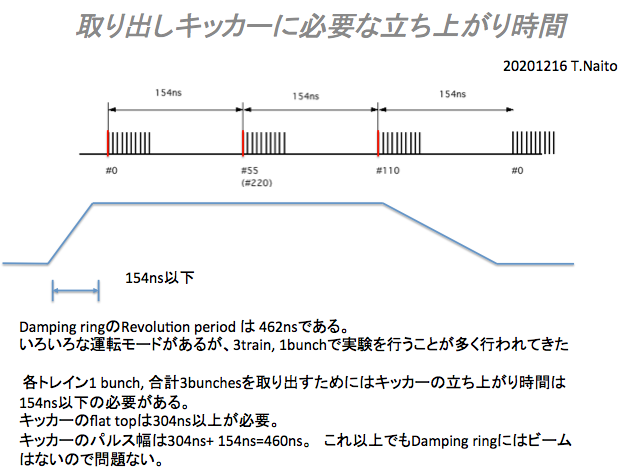 取り出しキッカーに必要な立ち上がり時間
20201216 T.Naito
154ns
154ns
154ns
#0
#55
(#220)
#110
#0
154ns以下
Damping ringのRevolution period は 462nsである。
いろいろな運転モードがあるが、3train, 1bunchで実験を行うことが多く行われてきた
各トレイン1 bunch, 合計3bunchesを取り出すためにはキッカーの立ち上がり時間は
154ns以下の必要がある。
キッカーのflat topは304ns以上が必要。
キッカーのパルス幅は304ns+ 154ns=460ns。 これ以上でもDamping ringにはビーム
はないので問題ない。